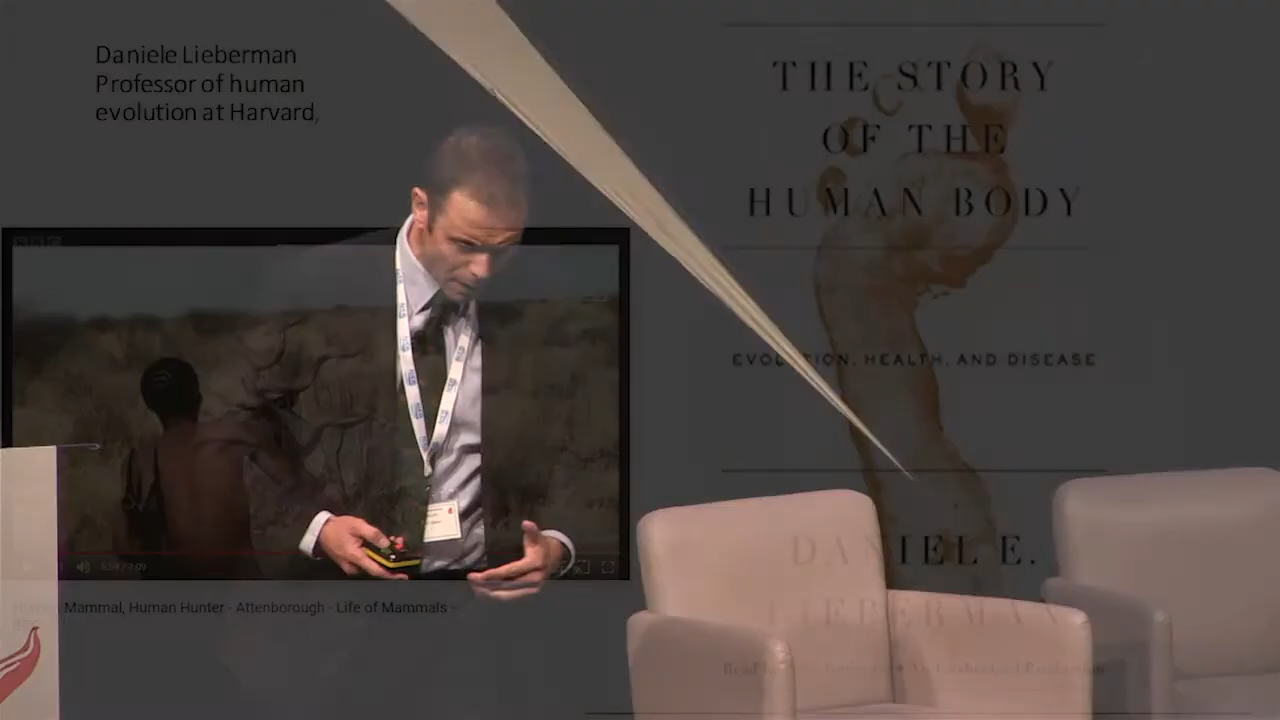 Daniele Lieberman
Professor of human
evolution at Harvard,
THE STORY
OF THE
HUMAN BODY
EVOLUTION, HEALTH, AND DISEASE
DANIEL E.
LIEBERMAN
Mammal, Human Hunter - Attenborough - Life of Mammals -